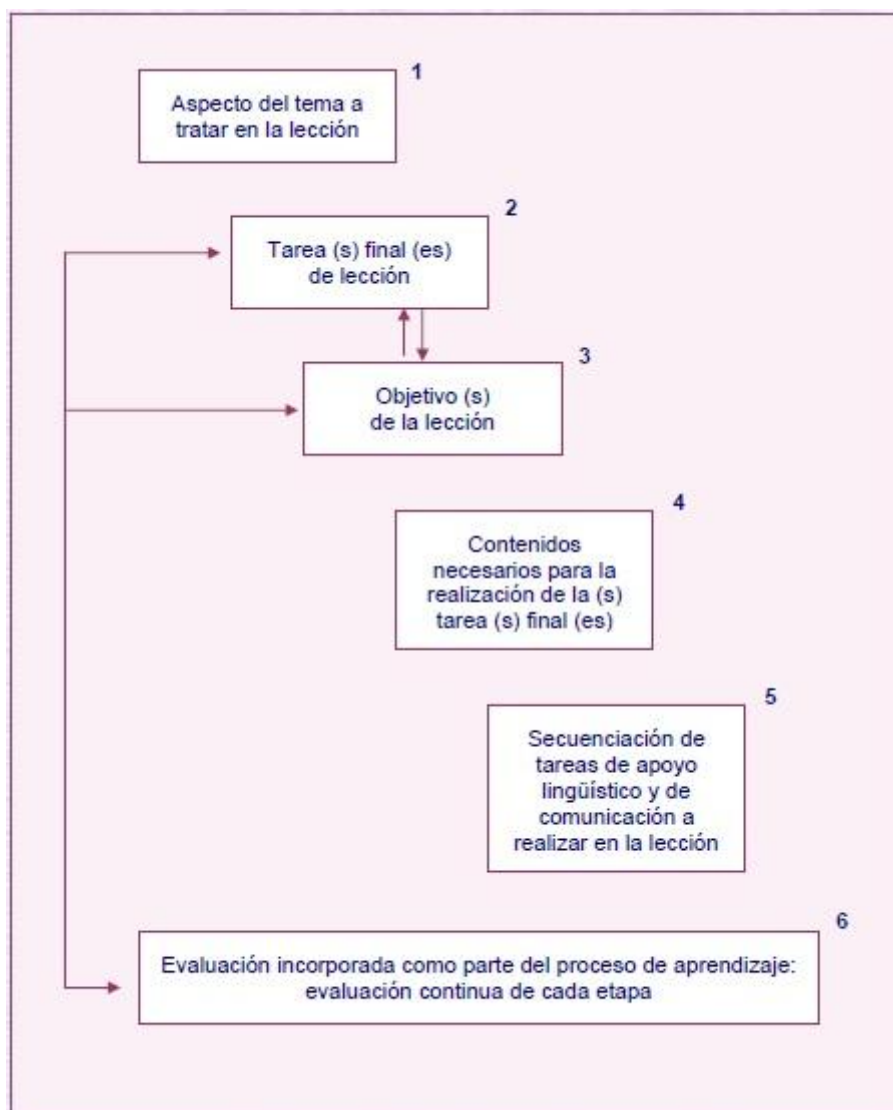 1
Aspecto del tema a
tratar en la lección
2
Tarea (s) final (es)
de lección
3
Objetivo (s)
de la lección
4
Contenidos
necesarios para la
realización de la (s)
tarea (s) final (es)
5
Secuenciación de
tareas de apoyo
lingüístico y de
comunicación a
realizar en la lección
6
Evaluación incorporada como parte del proceso de aprendizaje:
evaluación continua de cada etapa